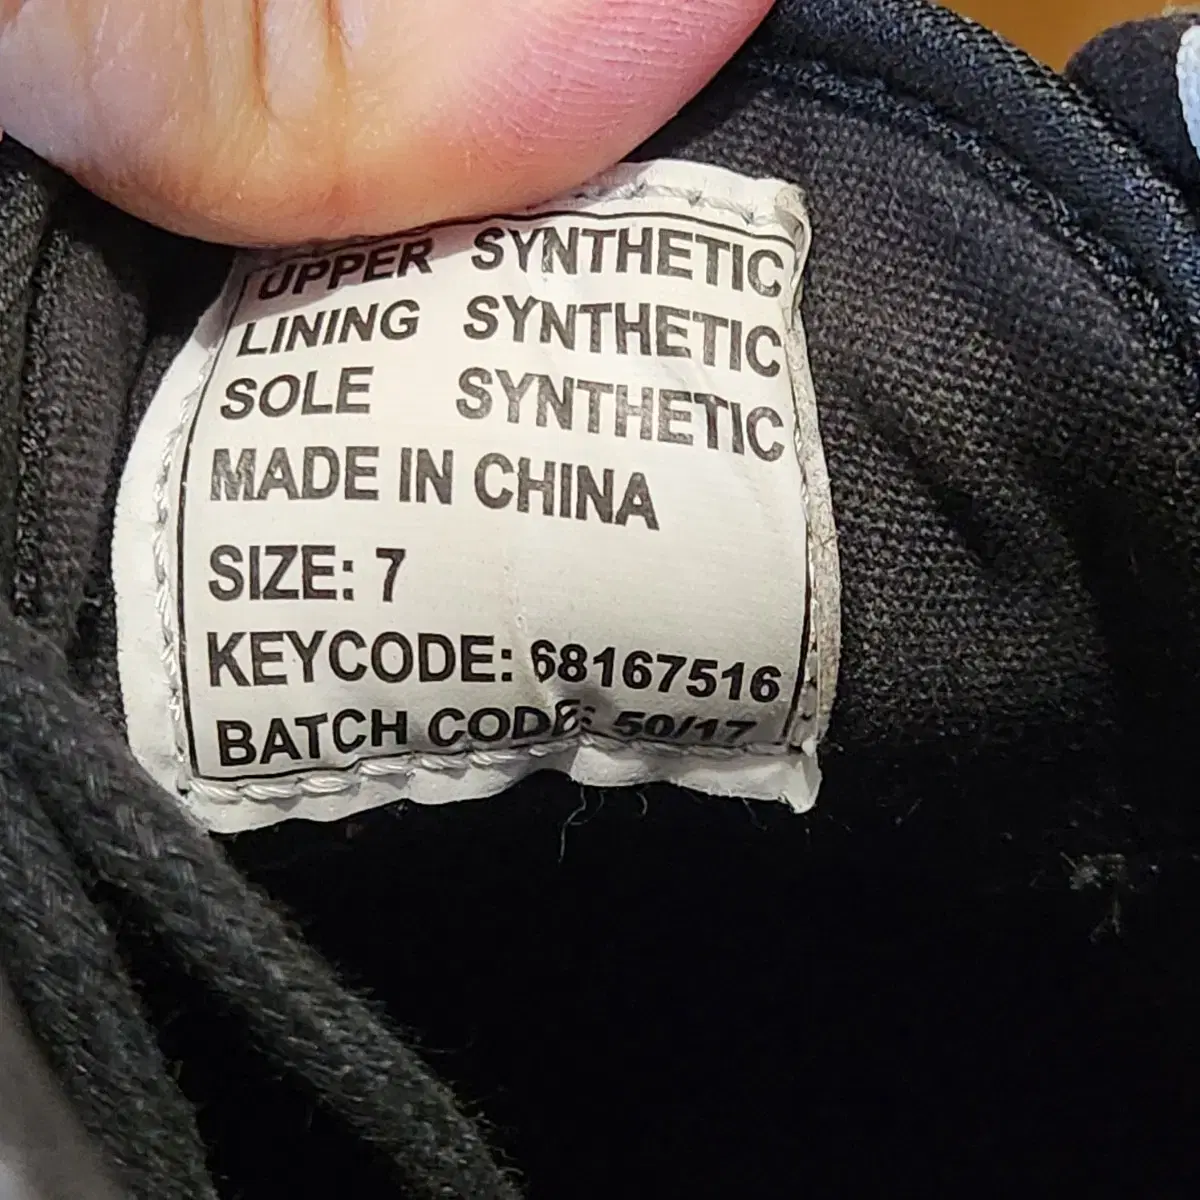 UPPER SYNTHETIC
LINING SYNTHETIC
SOLE SYNTHETIC
MADE IN CHINA
SIZE: 7
KEYCODE: 68167516
BATCH CODE: 50/17